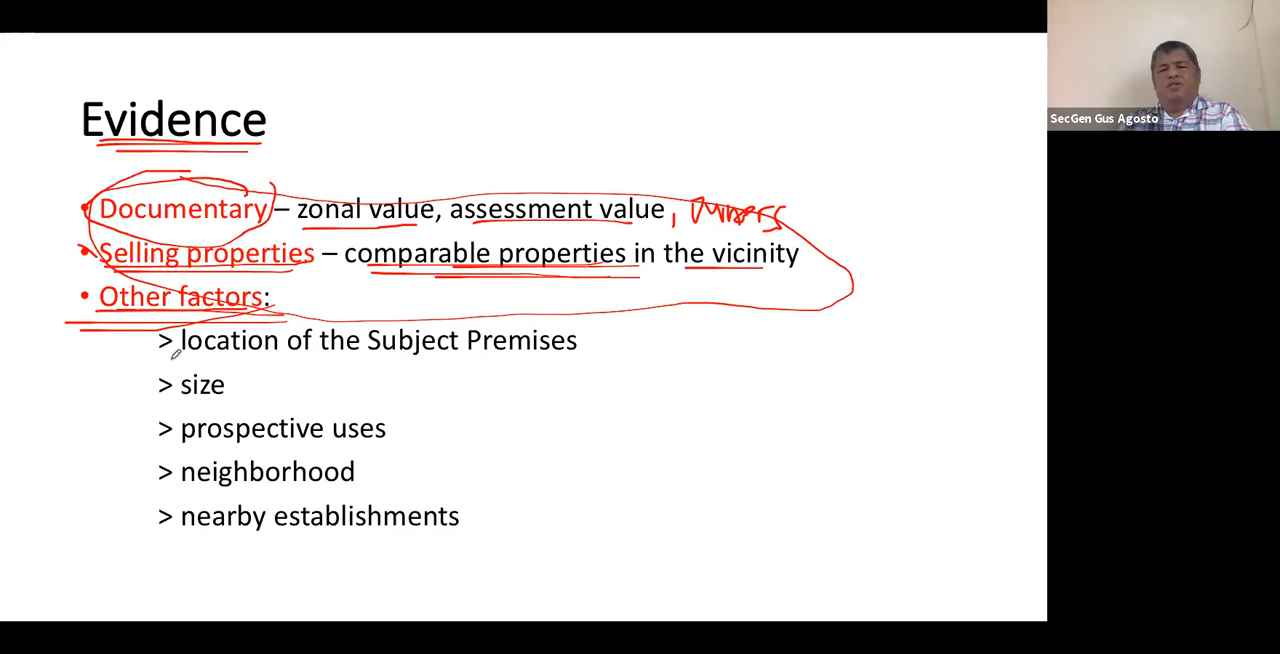 Evidence
• Documentary – zonal value, assessment value,
• Selling properties – comparable properties in the vicinity
• Other factors:
> location of the Subject Premises
> size
> prospective uses
> neighborhood
> nearby establishments
SecGen Gus Agosto